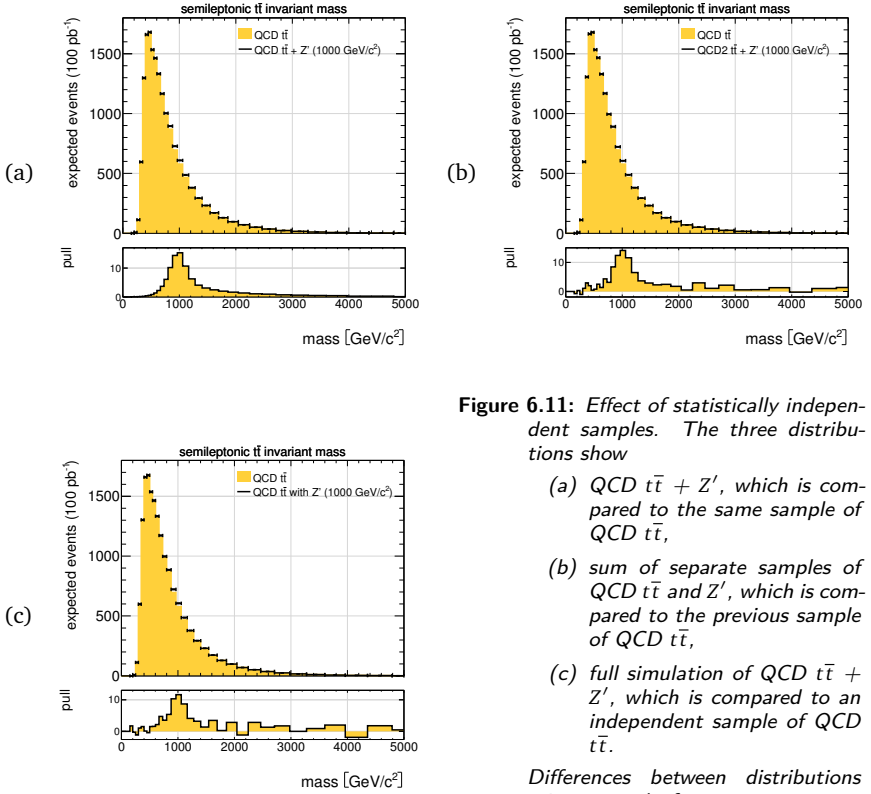 semileptonic tt̄ invariant mass
QCD tt̄
QCD tt̄ + Z' (1000 GeV/c²)
expected events (100 pb⁻¹)
1500
1000
500
0
(a)
pull
10
0
0 1000 2000 3000 4000 5000
mass [GeV/c²]
semileptonic tt̄ invariant mass
QCD tt̄
QCD2 tt̄ + Z' (1000 GeV/c²)
expected events (100 pb⁻¹)
1500
1000
500
0
(b)
pull
10
0
0 1000 2000 3000 4000 5000
mass [GeV/c²]
semileptonic tt̄ invariant mass
QCD tt̄
QCD tt̄ with Z' (1000 GeV/c²)
expected events (100 pb⁻¹)
1500
1000
500
0
(c)
pull
10
0
0 1000 2000 3000 4000 5000
mass [GeV/c²]
Figure 6.11: Effect of statistically indepen-
dent samples. The three distribu-
tions show
(a) QCD tt̄ + Z′, which is com-
pared to the same sample of
QCD tt̄,
(b) sum of separate samples of
QCD tt̄ and Z′, which is com-
pared to the previous sample
of QCD tt̄,
(c) full simulation of QCD tt̄ +
Z′, which is compared to an
independent sample of QCD
tt̄.
Differences between distributions